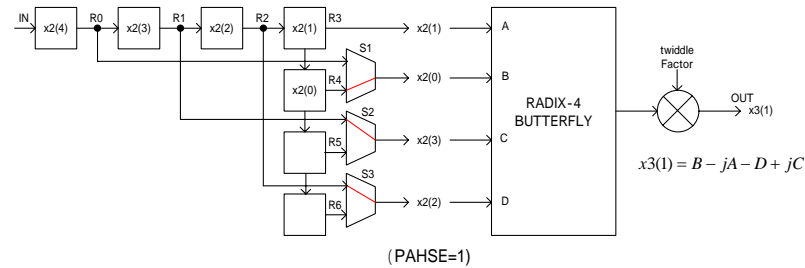 IN
x2(4)
R0
x2(3)
R1
x2(2)
R2
x2(1)
R3
x2(1)
A
S1
x2(0)
R4
x2(0)
B
S2
R5
x2(3)
C
S3
R6
x2(2)
D
RADIX-4
BUTTERFLY
twiddle
Factor
OUT
x3(1)
x3(1) = B − jA − D + jC
(PAHSE=1)